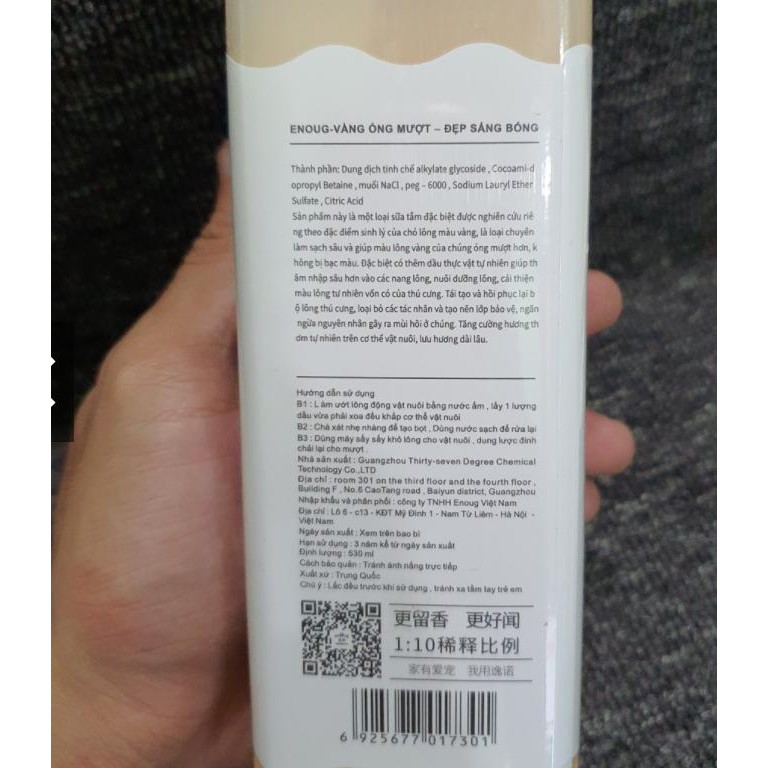 ENOUG-VÀNG ÓNG MƯỢT – ĐẸP SÁNG BÓNG
Thành phần: Dung dịch tinh chế alkylate glycoside , Cocoami-d
opropyl Betaine , muối NaCl , peg – 6000 , Sodium Lauryl Ether
Sulfate , Citric Acid
Sản phẩm này là một loại sữa tắm đặc biệt được nghiên cứu riê
ng theo đặc điểm sinh lý của chó lông màu vàng, là loại chuyên
làm sạch sâu và giúp màu lông vàng của chúng óng mượt hơn, k
hông bị bạc màu. Đặc biệt có thêm dầu thực vật tự nhiên giúp th
âm nhập sâu hơn vào các nang lông, nuôi dưỡng lông, cải thiện
màu lông tự nhiên vốn có của thú cưng. Tái tạo và hồi phục lại b
ộ lông thú cưng, loại bỏ các tác nhân và tạo nên lớp bảo vệ, ngăn
ngừa nguyên nhân gây ra mùi hôi ở chúng. Tăng cường hương th
ơm tự nhiên trên cơ thể vật nuôi, lưu hương dài lâu.
Hướng dẫn sử dụng
B1 : Làm ướt lông động vật nuôi bằng nước ấm , lấy 1 lượng
dầu vừa phải xoa đều khắp cơ thể vật nuôi
B2 : Chà xát nhẹ nhàng để tạo bọt , Dùng nước sạch để rửa lại
B3 : Dùng máy sấy sấy khô lông cho vật nuôi , dung lược đinh
chải lại cho mượt .
Nhà sản xuất : Guangzhou Thirty-seven Degree Chemical
Technology Co.,LTD
Địa chỉ : room 301 on the third floor and the fourth floor ,
Building F , No.6 CaoTang road , Baiyun district, Guangzhou
Nhập khẩu và phân phối : công ty TNHH Enoug Việt Nam
Địa chỉ : Lô 6 - c13 - KĐT Mỹ Đình 1 - Nam Từ Liêm - Hà Nội -
Việt Nam
Ngày sản xuất : Xem trên bao bì
Hạn sử dụng : 3 năm kể từ ngày sản xuất
Định lượng : 530 ml
Cách bảo quản : Tránh ánh nắng trực tiếp
Xuất xứ : Trung Quốc
Chú ý : Lắc đều trước khi sử dụng , tránh xa tầm tay trẻ em
更留香 更好闻
1:10稀释比例
家有爱宠 我用逸诺
6 925677 017301